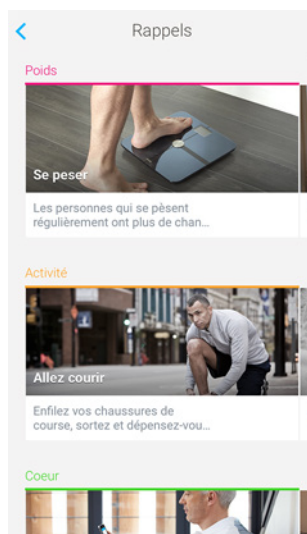 Rappels
Poids
Se peser
Les personnes qui se pèsent
régulièrement ont plus de chan...
Activité
Allez courir
Enfilez vos chaussures de
course, sortez et dépensez-vou...
Coeur